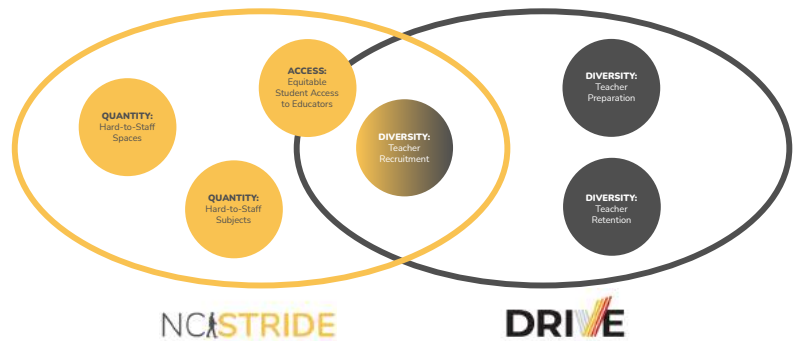 QUANTITY:
Hard-to-Staff
Spaces
QUANTITY:
Hard-to-Staff
Subjects
ACCESS:
Equitable
Student Access
to Educators
DIVERSITY:
Teacher
Recruitment
DIVERSITY:
Teacher
Preparation
DIVERSITY:
Teacher
Retention
NC STRIDE
DRIVE